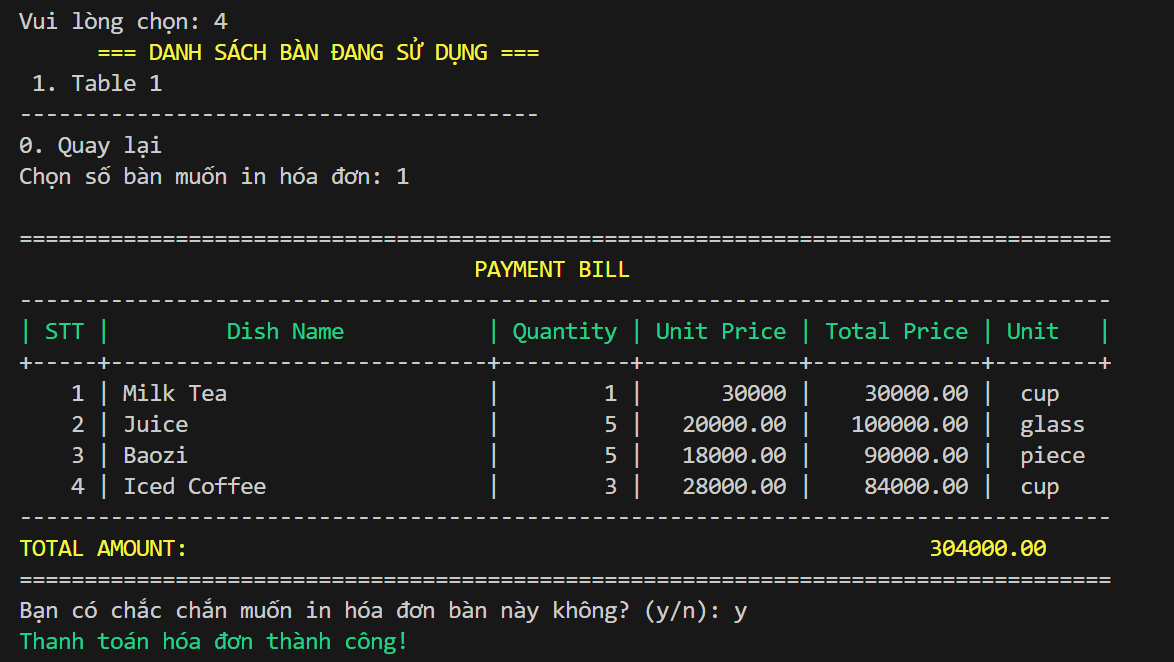 Vui lòng chọn: 4
=== DANH SÁCH BÀN ĐANG SỬ DỤNG ===
1. Table 1
----------------------------------------
0. Quay lại
Chọn số bàn muốn in hóa đơn: 1
====================================================================================
PAYMENT BILL
------------------------------------------------------------------------------------
| STT |         Dish Name           | Quantity | Unit Price | Total Price | Unit   |
+-----+-----------------------------+----------+------------+-------------+--------+
    1 | Milk Tea                    |        1 |      30000 |    30000.00 |  cup
    2 | Juice                       |        5 |   20000.00 |   100000.00 |  glass
    3 | Baozi                       |        5 |   18000.00 |    90000.00 |  piece
    4 | Iced Coffee                 |        3 |   28000.00 |    84000.00 |  cup
------------------------------------------------------------------------------------
TOTAL AMOUNT:                                                         304000.00
====================================================================================
Bạn có chắc chắn muốn in hóa đơn bàn này không? (y/n): y
Thanh toán hóa đơn thành công!